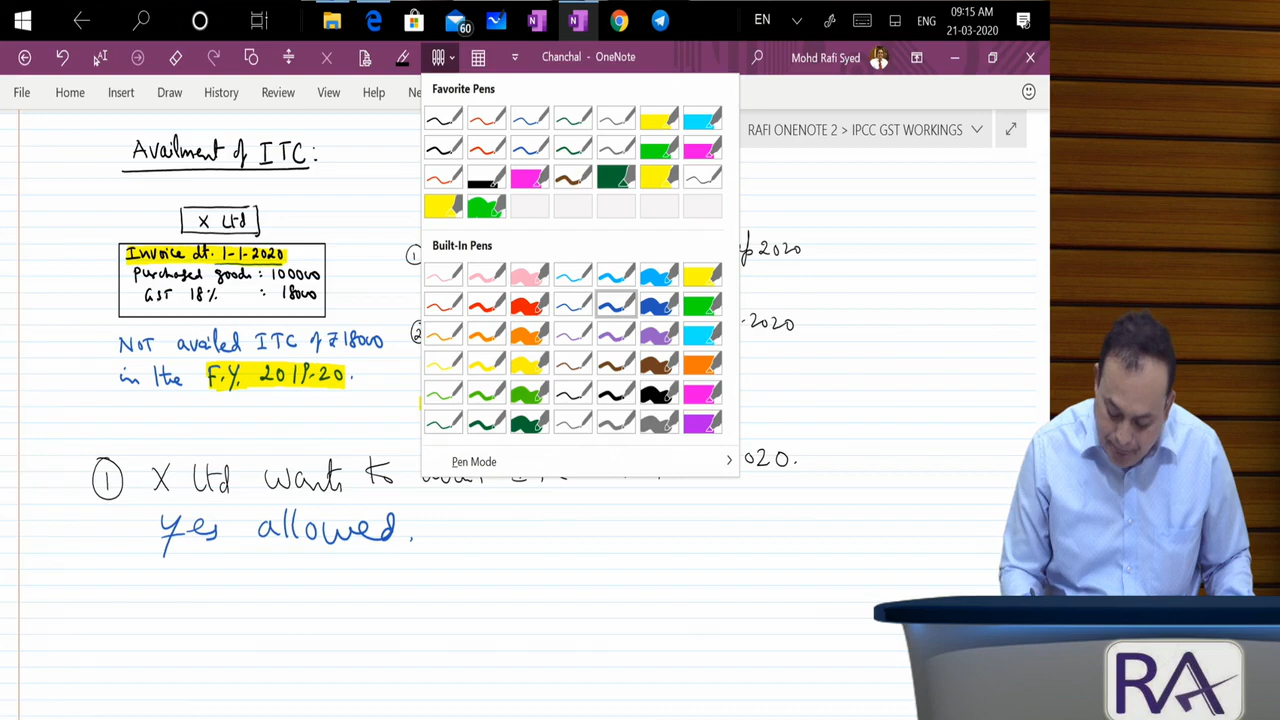 60
EN
ENG
09:15 AM
21-03-2020
Chanchal - OneNote
Mohd Rafi Syed
File Home Insert Draw History Review View Help
Favorite Pens
RAFI ONENOTE 2 > IPCC GST WORKINGS
Availment of ITC:
X Ltd
Invoice dt. 1-1-2020
Purchased goods : 100000
GST 18% : 18000
NOT availed ITC of ₹18000
in the F.Y. 2019-20.
①
2020
②
-2020
Built-In Pens
Pen Mode
① X Ltd wants to
020.
Yes allowed.
RA